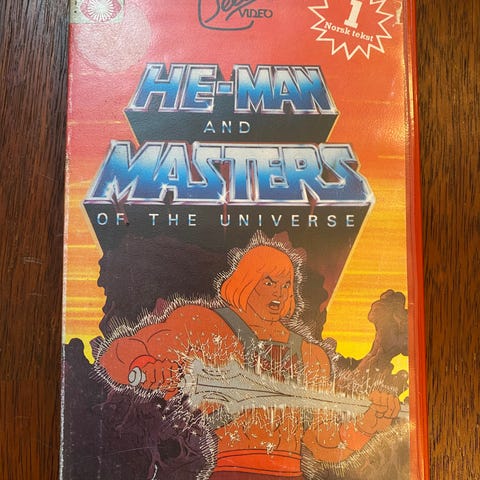 VIDEO
1
Norsk tekst
HE-MAN
AND
MASTERS
OF THE UNIVERSE